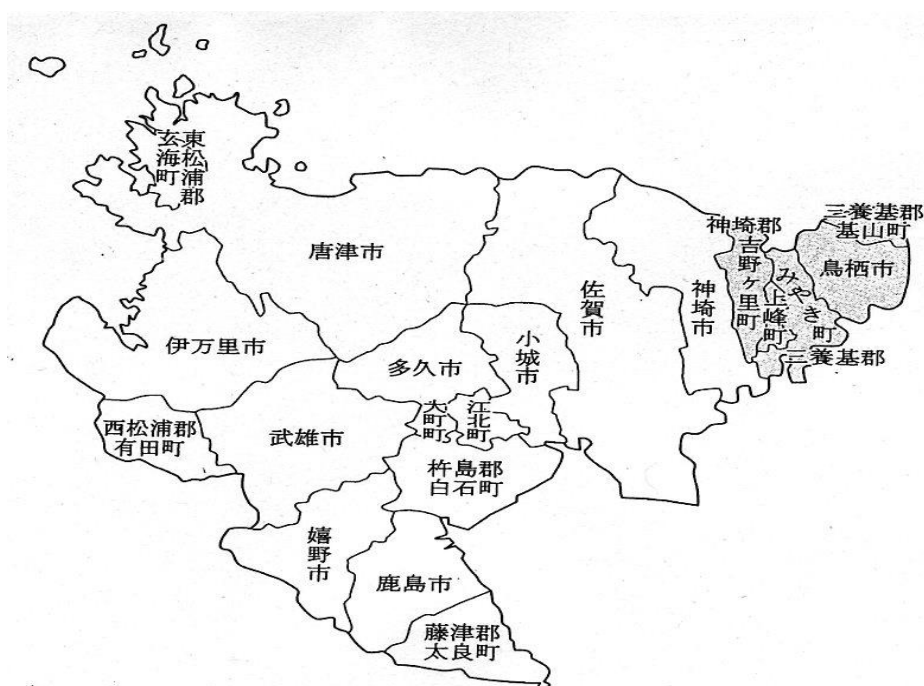 東松浦郡
玄海町
唐津市
伊万里市
西松浦郡
有田町
武雄市
多久市
小城市
大町町
江北町
杵島郡
白石町
嬉野市
鹿島市
藤津郡
太良町
佐賀市
神埼市
神埼郡
吉野ヶ里町
上峰町
みやき町
三養基郡
三養基郡
基山町
鳥栖市